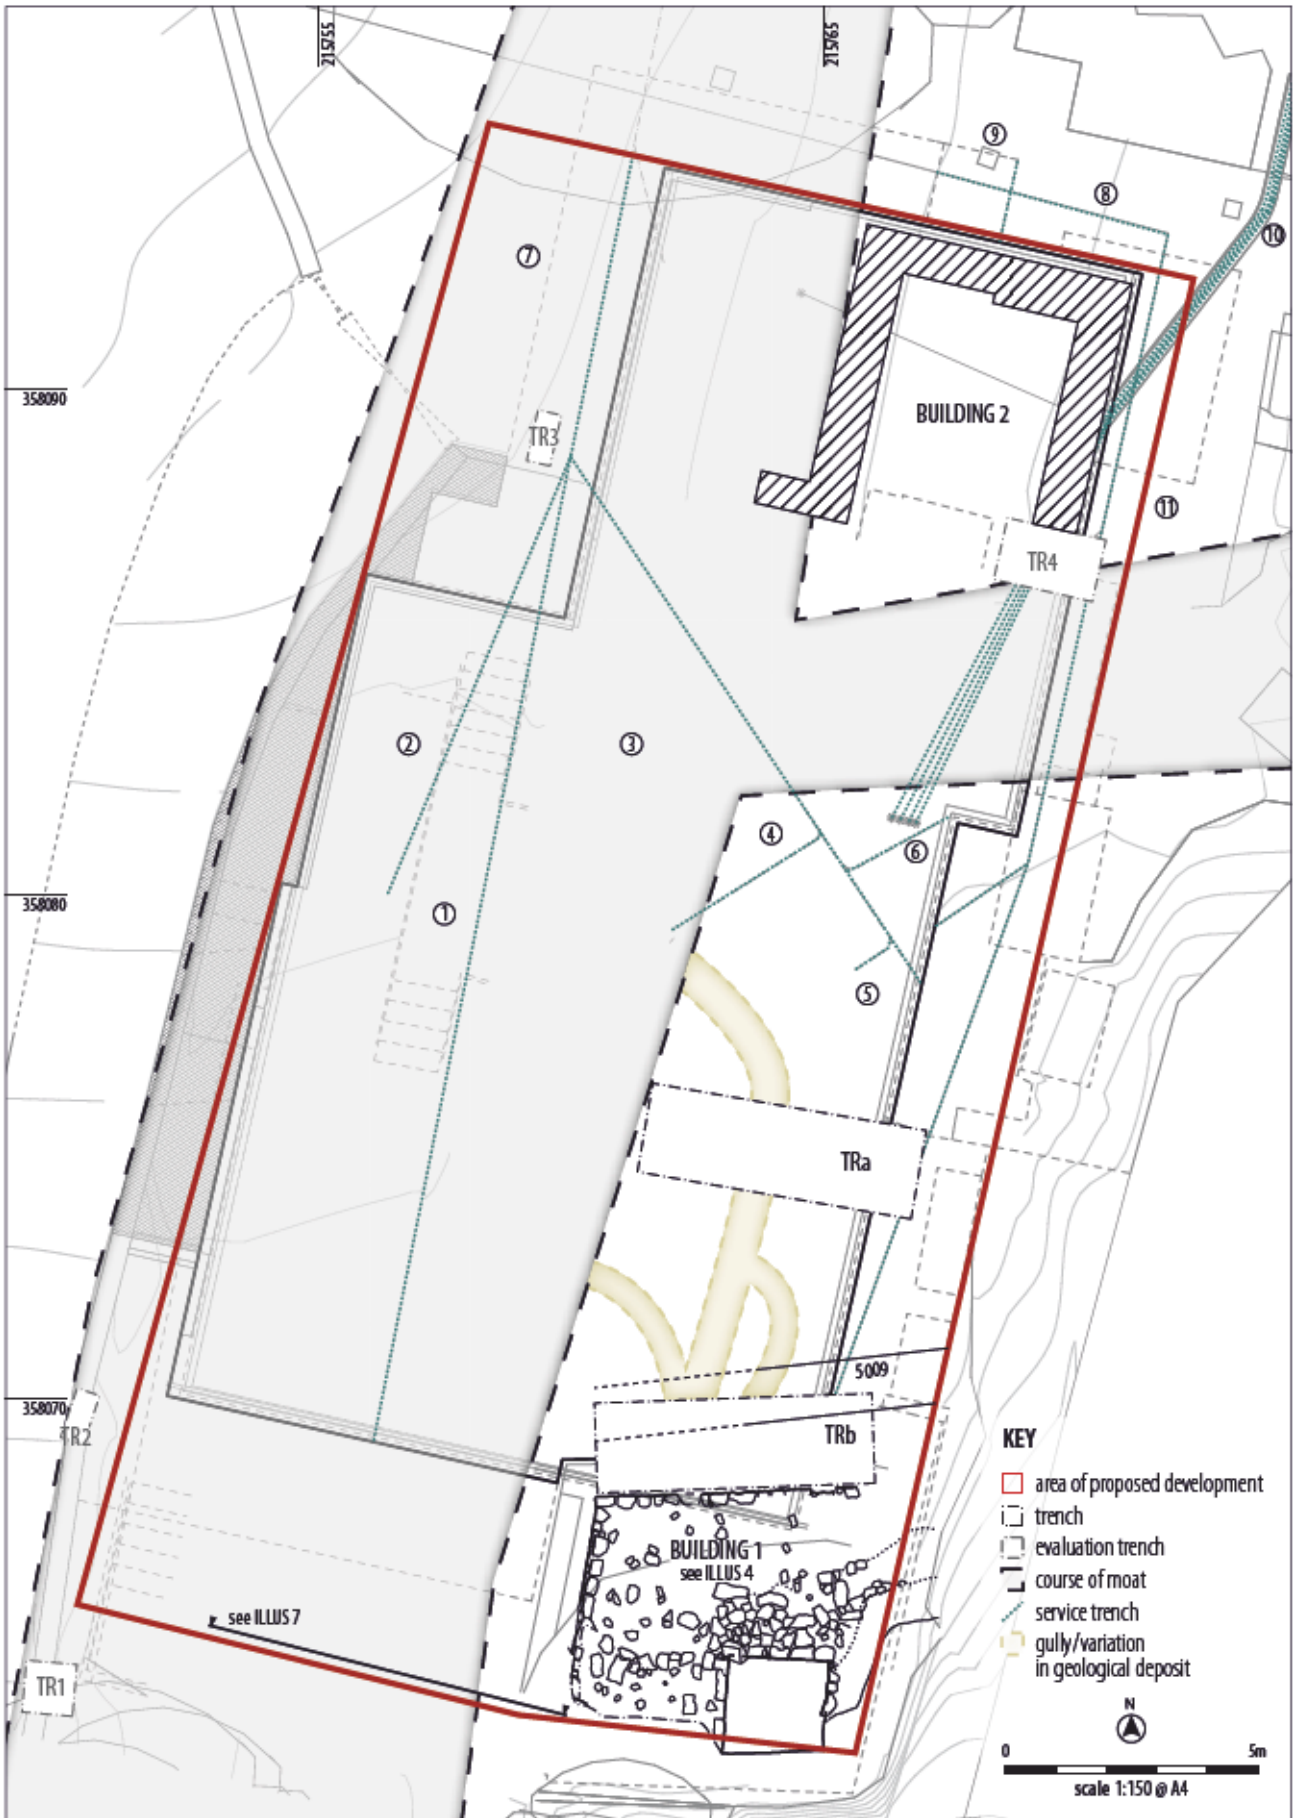 215755
215765
⑨
⑧
⑩
⑦
358090
BUILDING 2
TR3
⑪
TR4
②
③
④
⑥
358080
①
⑤
TRa
5009
358070
TR2
TRb
KEY
area of proposed development
trench
evaluation trench
course of moat
service trench
gully/variation
in geological deposit
BUILDING 1
see ILLUS 4
see ILLUS 7
TR1
N
0 5m
scale 1:150 @ A4